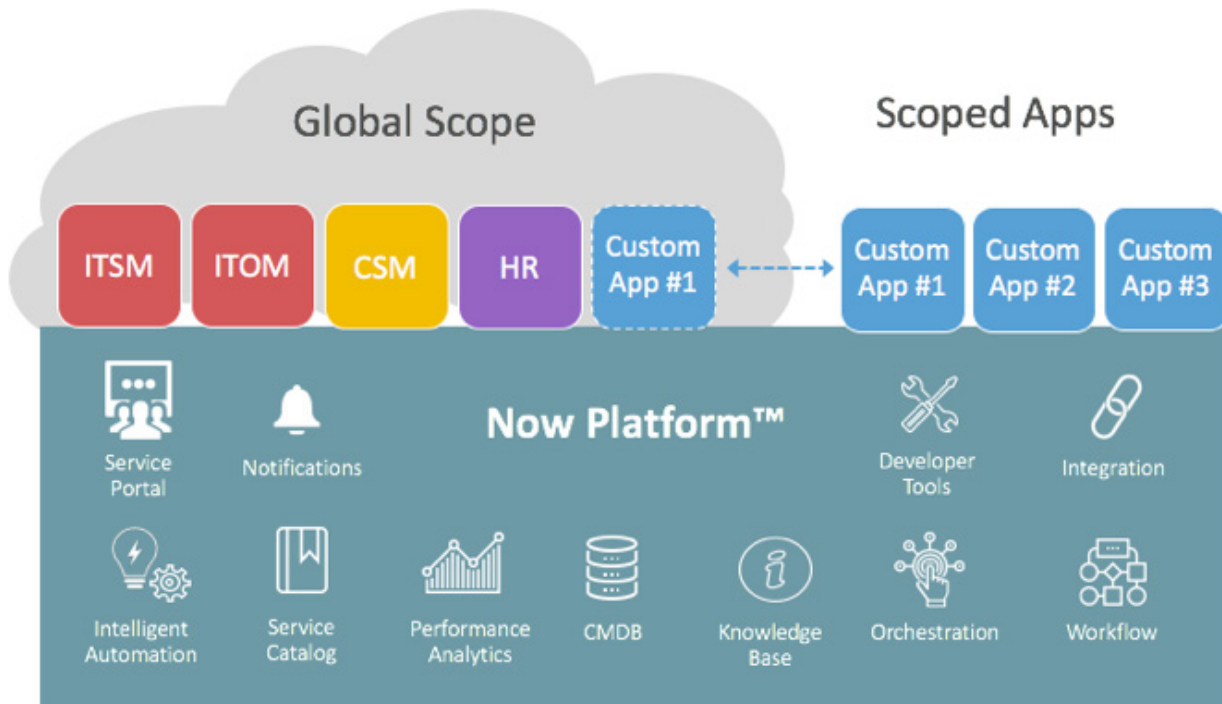 Global Scope
Scoped Apps
ITSM
ITOM
CSM
HR
Custom
App #1
Custom
App #1
Custom
App #2
Custom
App #3
Now Platform™
Service
Portal
Notifications
Developer
Tools
Integration
Intelligent
Automation
Service
Catalog
Performance
Analytics
CMDB
Knowledge
Base
Orchestration
Workflow